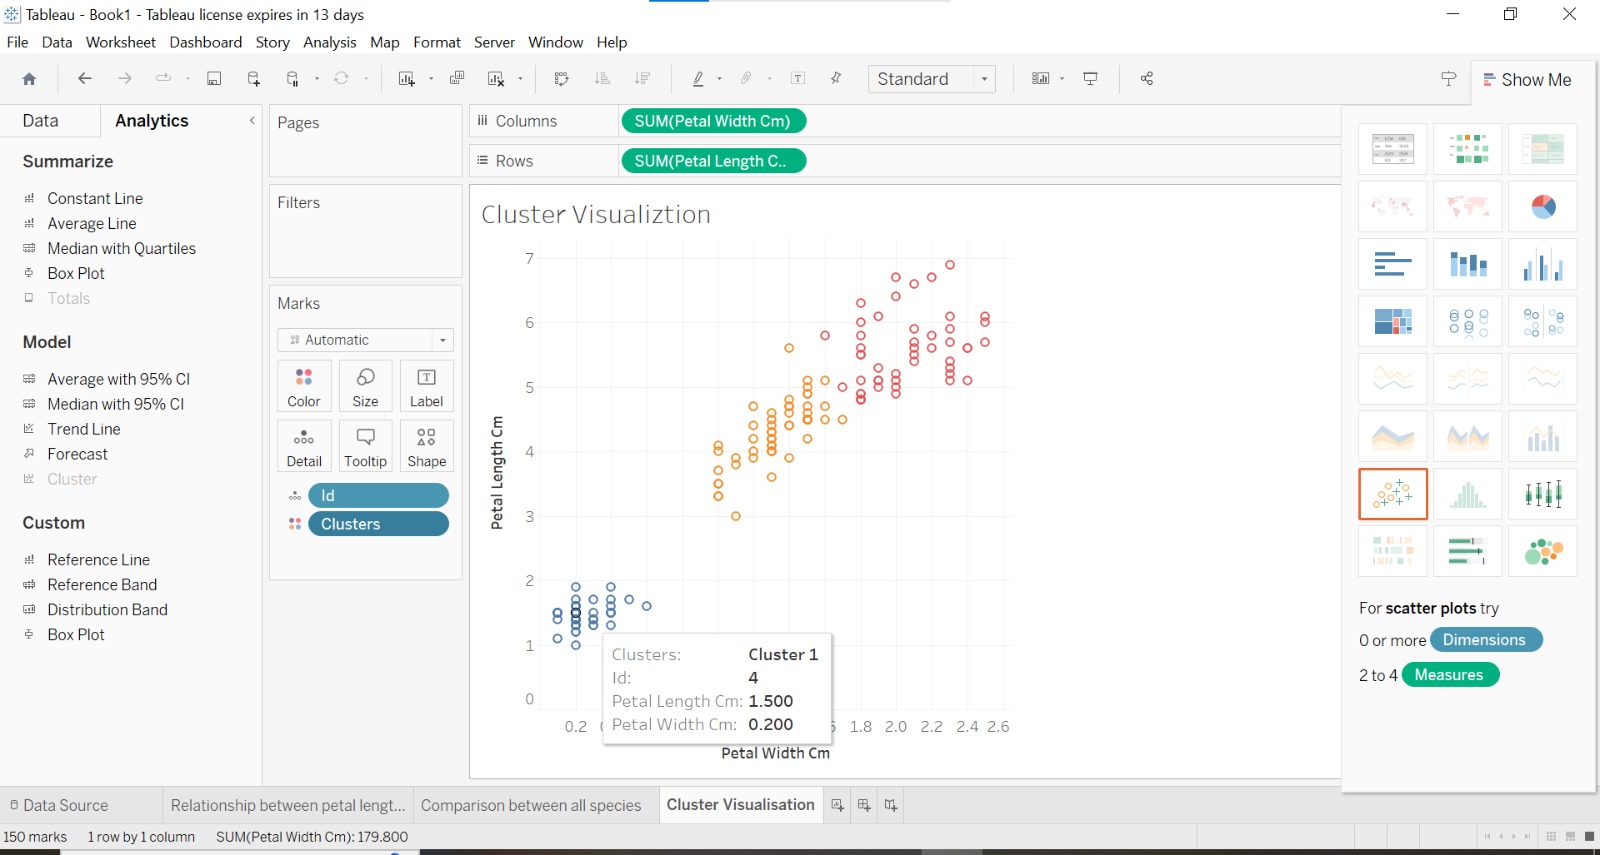 Tableau - Book1 - Tableau license expires in 13 days
File Data Worksheet Dashboard Story Analysis Map Format Server Window Help
Standard
Show Me
Data Analytics
Summarize
Constant Line
Average Line
Median with Quartiles
Box Plot
Totals
Model
Average with 95% CI
Median with 95% CI
Trend Line
Forecast
Cluster
Custom
Reference Line
Reference Band
Distribution Band
Box Plot
Pages
Filters
Marks
Automatic
Color Size Label
Detail Tooltip Shape
Id
Clusters
Columns SUM(Petal Width Cm)
Rows SUM(Petal Length C..
Cluster Visualiztion
7
6
5
4
3
2
1
0
Petal Length Cm
0.2 1.8 2.0 2.2 2.4 2.6
Petal Width Cm
Clusters: Cluster 1
Id: 4
Petal Length Cm: 1.500
Petal Width Cm: 0.200
For scatter plots try
0 or more Dimensions
2 to 4 Measures
Data Source Relationship between petal lengt... Comparison between all species Cluster Visualisation
150 marks 1 row by 1 column SUM(Petal Width Cm): 179.800